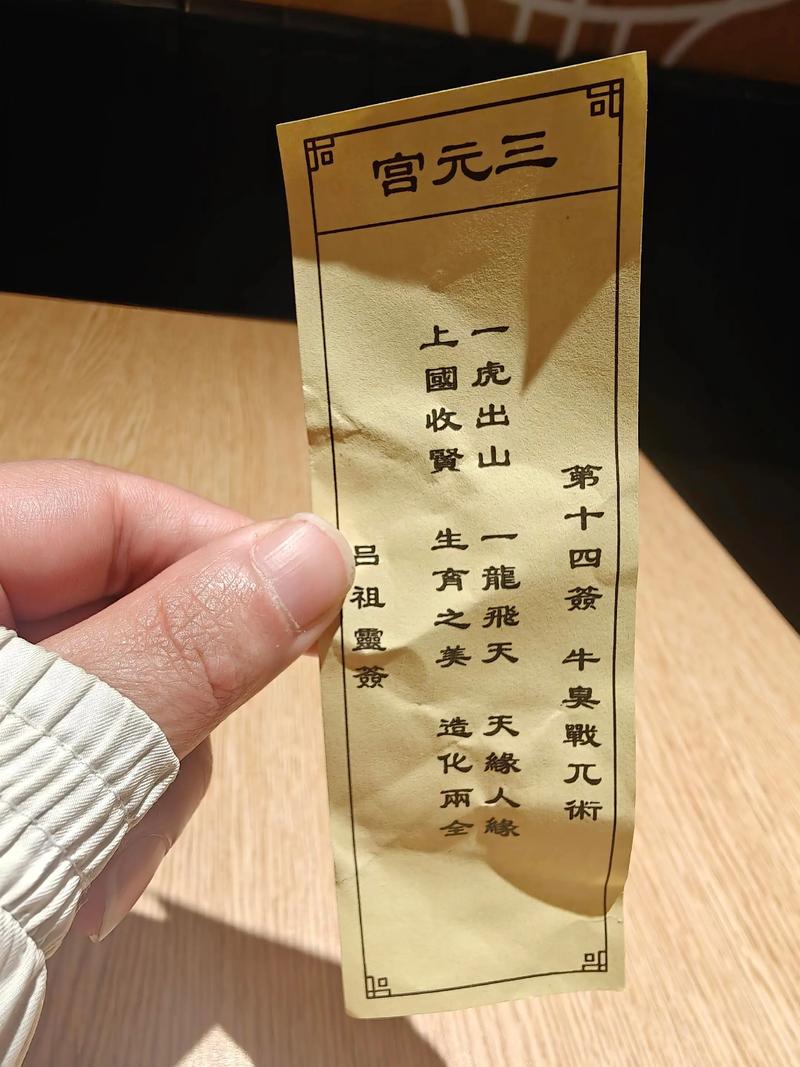 三元宫
第十四簽 牛臯戰兀術
一虎出山 一龍飛天 天緣人緣
上國收賢 生育之美 造化兩全
呂祖靈簽